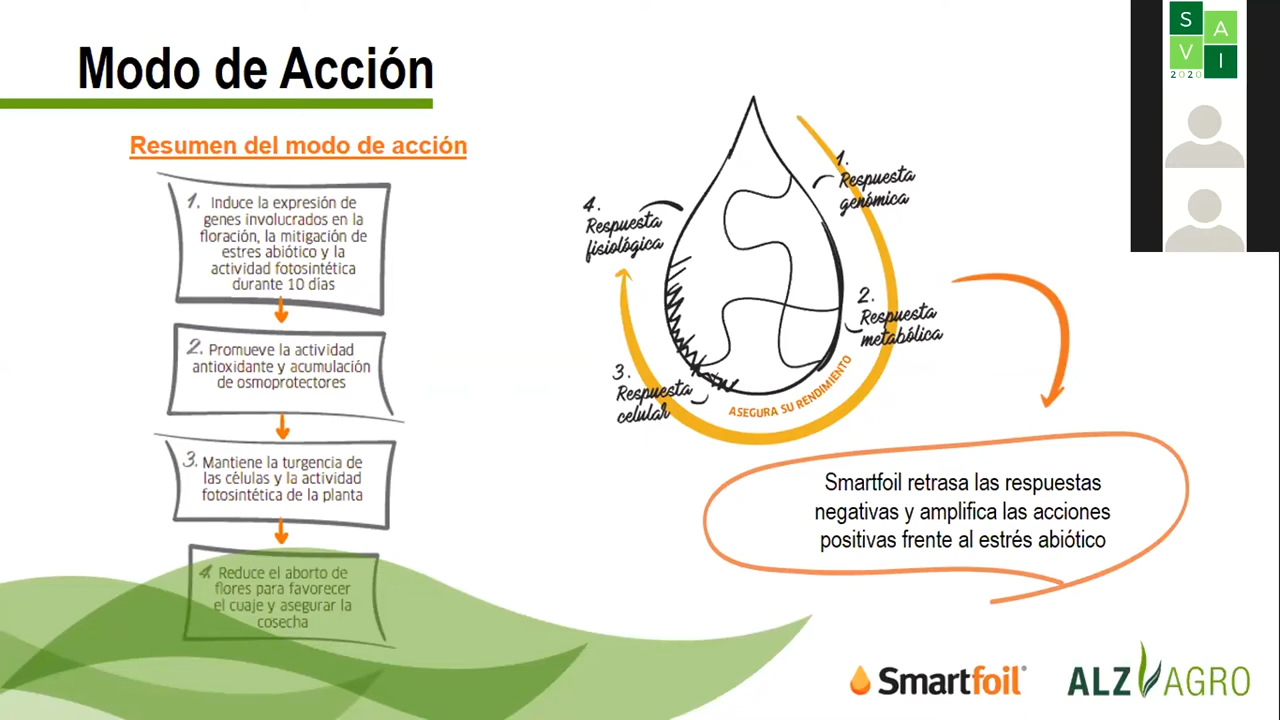 Modo de Acción
Resumen del modo de acción
1. Induce la expresión de
genes involucrados en la
floración, la mitigación de
estres abiótico y la
actividad fotosintética
durante 10 días
2. Promueve la actividad
antioxidante y acumulación
de osmoprotectores
3. Mantiene la turgencia de
las células y la actividad
fotosintética de la planta
4. Reduce el aborto de
flores para favorecer
el cuaje y asegurar la
cosecha
1.
Respuesta
genómica
2.
Respuesta
metabólica
3.
Respuesta
celular
4.
Respuesta
fisiológica
ASEGURA SU RENDIMIENTO
Smartfoil retrasa las respuestas
negativas y amplifica las acciones
positivas frente al estrés abiótico
Smartfoil®
ALZ AGRO
S A
V I
2020